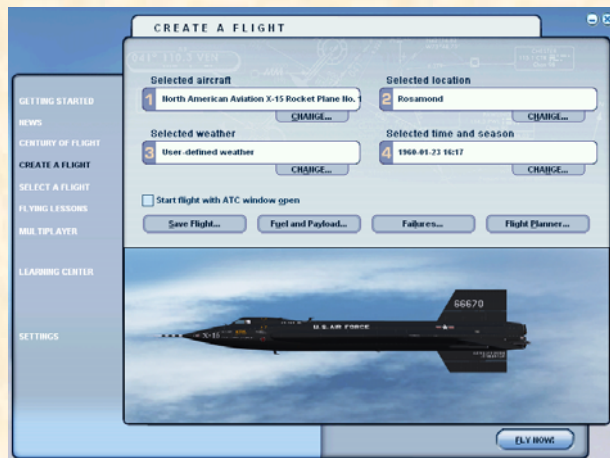 CREATE A FLIGHT
GETTING STARTED
NEWS
CENTURY OF FLIGHT
CREATE A FLIGHT
SELECT A FLIGHT
FLYING LESSONS
MULTIPLAYER
LEARNING CENTER
SETTINGS
Selected aircraft
1 North American Aviation X-15 Rocket Plane No. 1
CHANGE...
Selected location
2 Rosamond
CHANGE...
Selected weather
3 User-defined weather
CHANGE...
Selected time and season
4 1960-01-23 16:17
CHANGE...
Start flight with ATC window open
Save Flight...
Fuel and Payload...
Failures...
Flight Planner...
66670
U.S. AIR FORCE
X-15
FLY NOW!